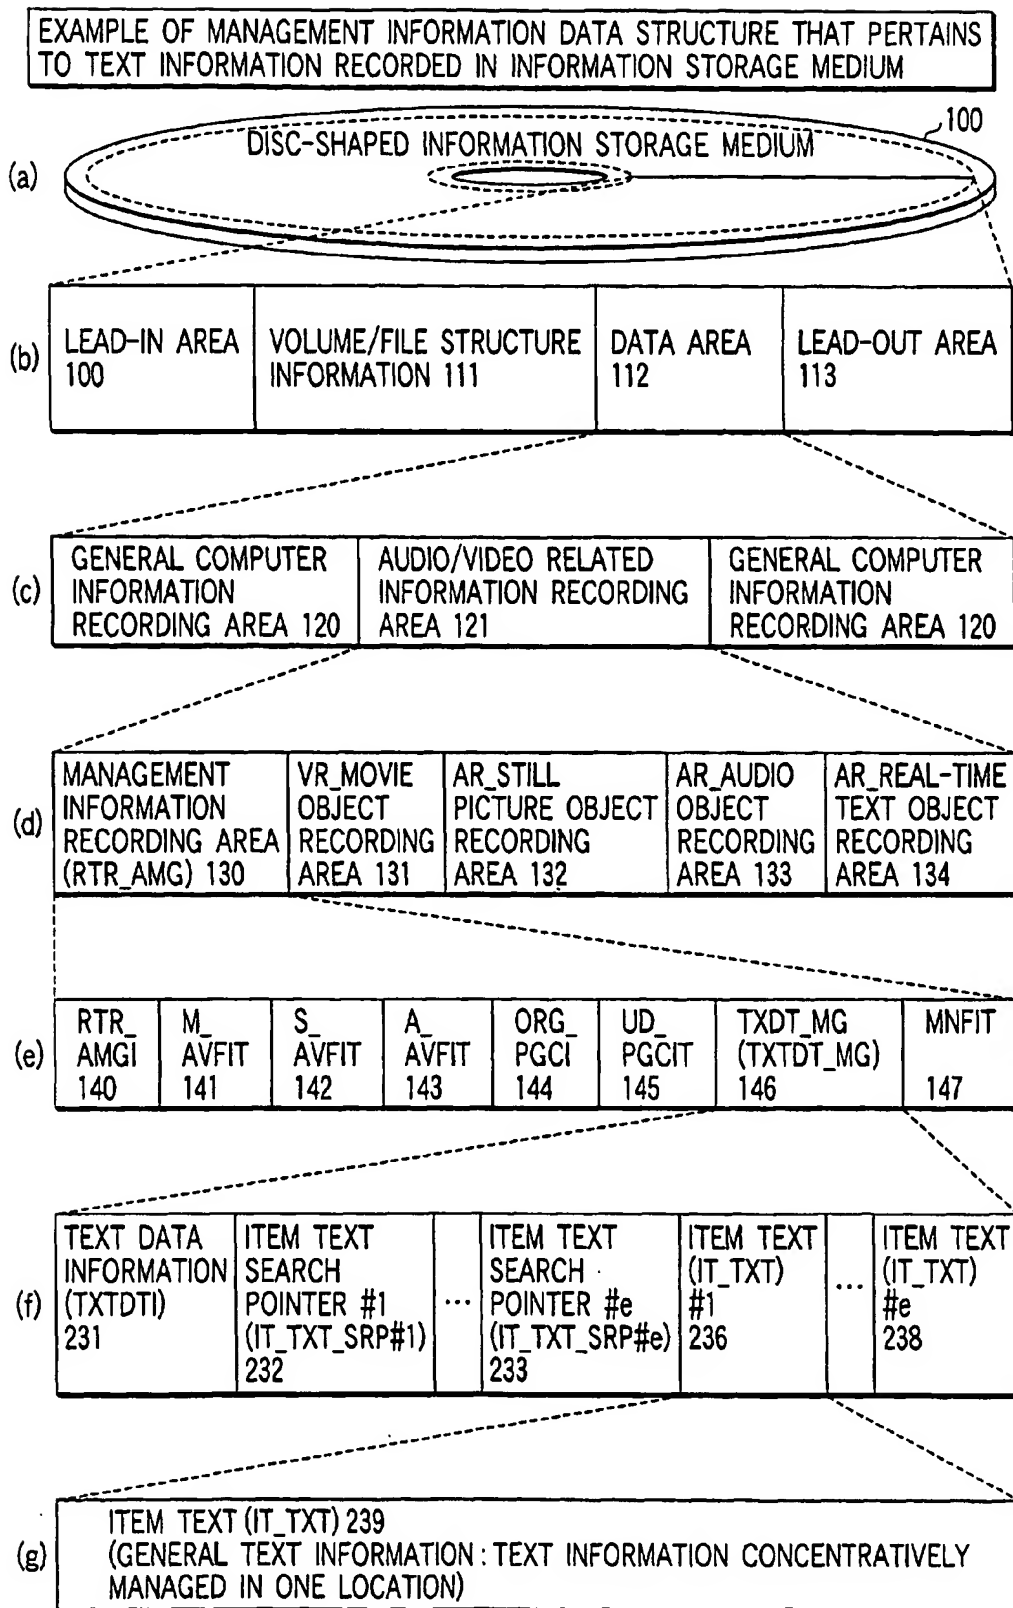 EXAMPLE OF MANAGEMENT INFORMATION DATA STRUCTURE THAT PERTAINS
TO TEXT INFORMATION RECORDED IN INFORMATION STORAGE MEDIUM
100
DISC-SHAPED INFORMATION STORAGE MEDIUM
(a)
(b)
LEAD-IN AREA
100
VOLUME/FILE STRUCTURE
INFORMATION 111
DATA AREA
112
LEAD-OUT AREA
113
(c)
GENERAL COMPUTER
INFORMATION
RECORDING AREA 120
AUDIO/VIDEO RELATED
INFORMATION RECORDING
AREA 121
GENERAL COMPUTER
INFORMATION
RECORDING AREA 120
(d)
MANAGEMENT
INFORMATION
RECORDING AREA
(RTR_AMG) 130
VR_MOVIE
OBJECT
RECORDING
AREA 131
AR_STILL
PICTURE OBJECT
RECORDING
AREA 132
AR_AUDIO
OBJECT
RECORDING
AREA 133
AR_REAL-TIME
TEXT OBJECT
RECORDING
AREA 134
(e)
RTR_
AMGI
140
M_
AVFIT
141
S_
AVFIT
142
A_
AVFIT
143
ORG_
PGCI
144
UD_
PGCIT
145
TXDT_MG
(TXTDT_MG)
146
MNFIT
147
(f)
TEXT DATA
INFORMATION
(TXTDTI)
231
ITEM TEXT
SEARCH
POINTER #1
(IT_TXT_SRP#1)
232
...
ITEM TEXT
SEARCH
POINTER #e
(IT_TXT_SRP#e)
233
ITEM TEXT
(IT_TXT)
#1
236
...
ITEM TEXT
(IT_TXT)
#e
238
(g)
ITEM TEXT (IT_TXT) 239
(GENERAL TEXT INFORMATION : TEXT INFORMATION CONCENTRATIVELY
MANAGED IN ONE LOCATION)